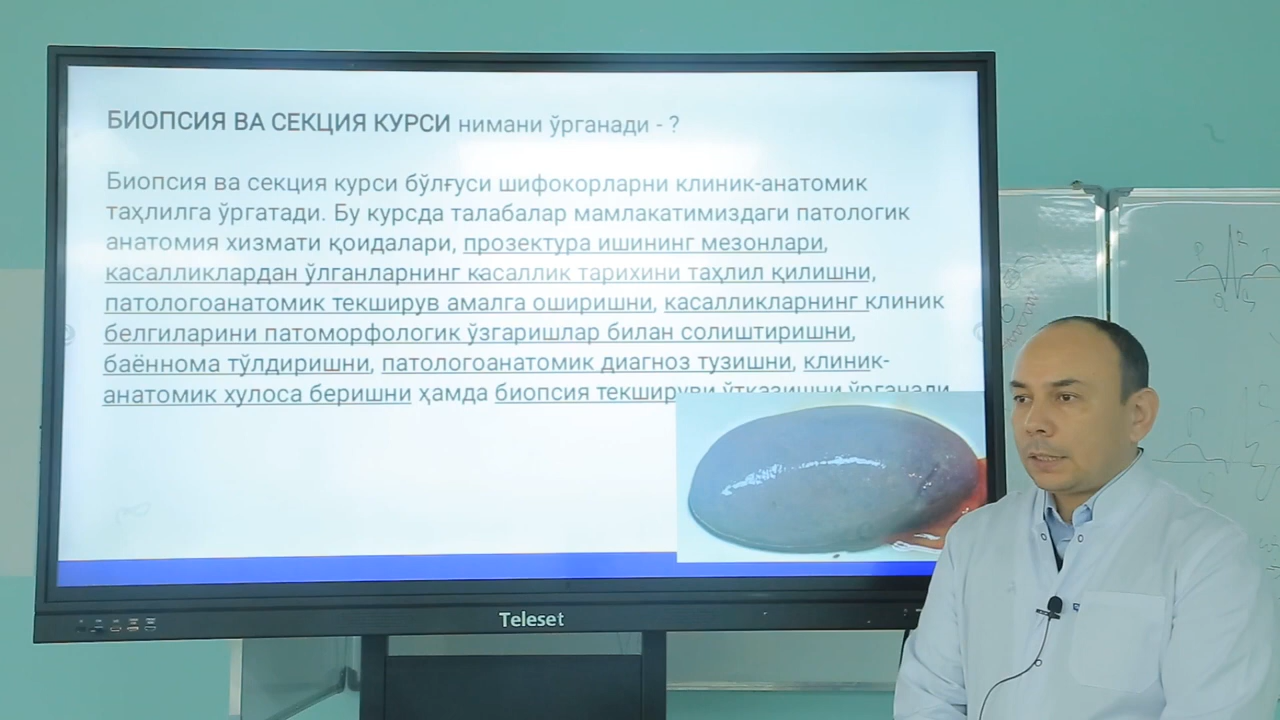 БИОПСИЯ ВА СЕКЦИЯ КУРСИ нимани ўрганади - ?
Биопсия ва секция курси бўлғуси шифокорларни клиник-анатомик
таҳлилга ўргатади. Бу курсда талабалар мамлакатимиздаги патологик
анатомия хизмати қоидалари, прозектура ишининг мезонлари,
касалликлардан ўлганларнинг касаллик тарихини таҳлил қилишни,
патологоанатомик текширув амалга оширишни, касалликларнинг клиник
белгиларини патоморфологик ўзгаришлар билан солиштиришни,
баённома тўлдиришни, патологоанатомик диагноз тузишни, клиник-
анатомик хулоса беришни ҳамда биопсия текшируви ўтказишни ўрганади
Teleset